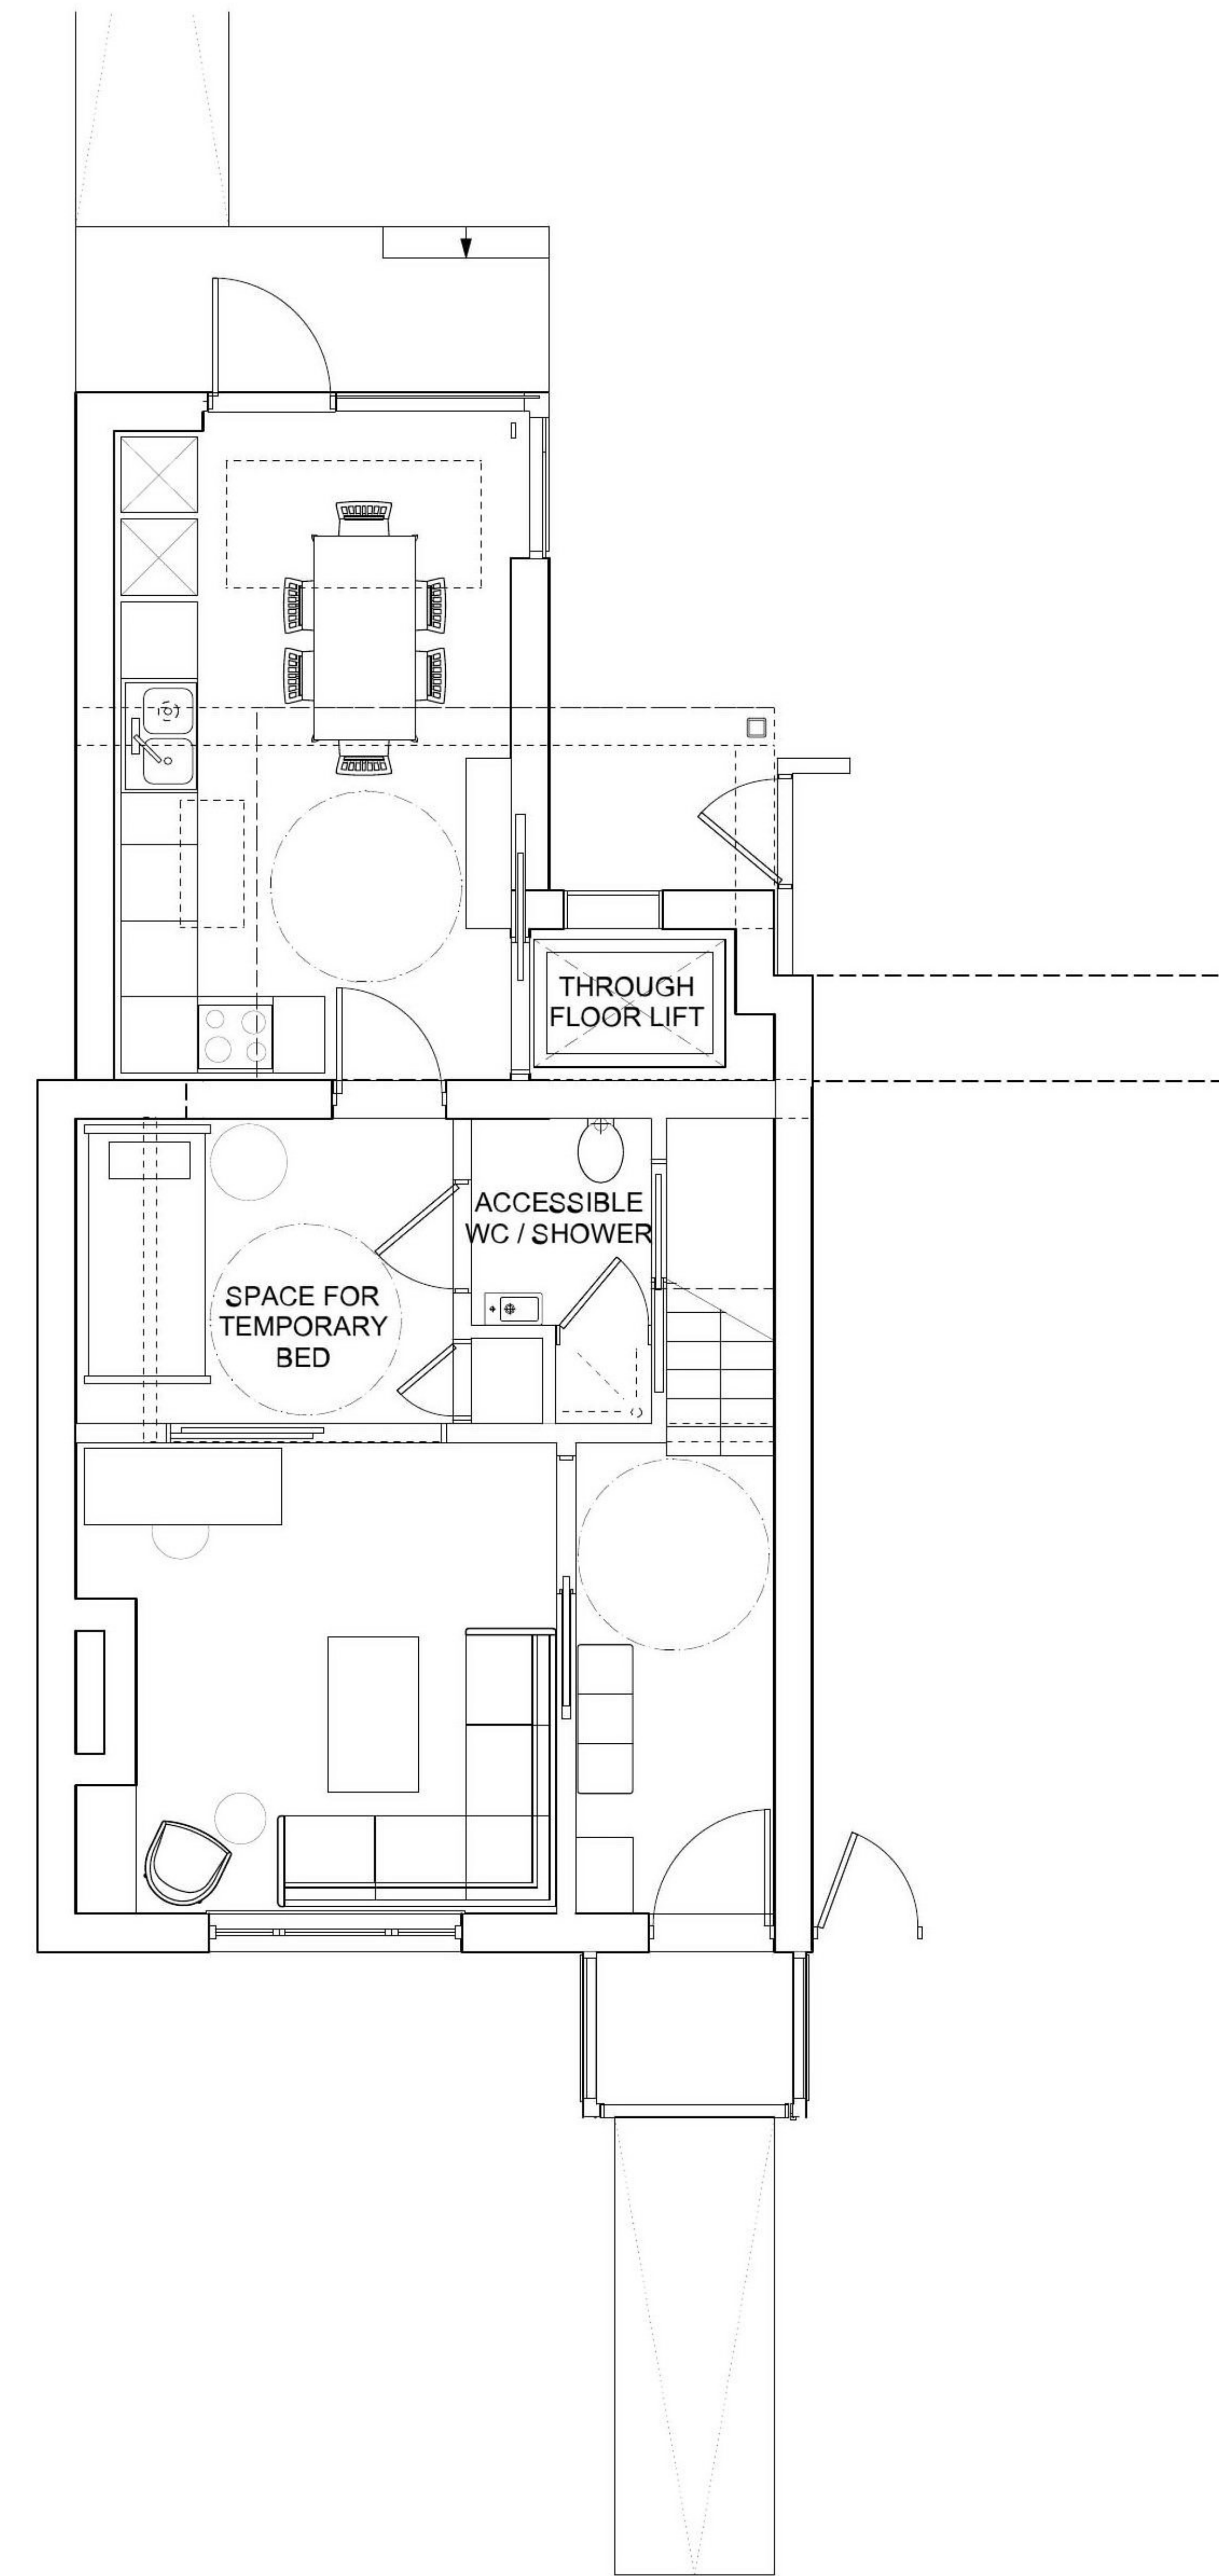 THROUGH
FLOOR LIFT
ACCESSIBLE
WC / SHOWER
SPACE FOR
TEMPORARY
BED